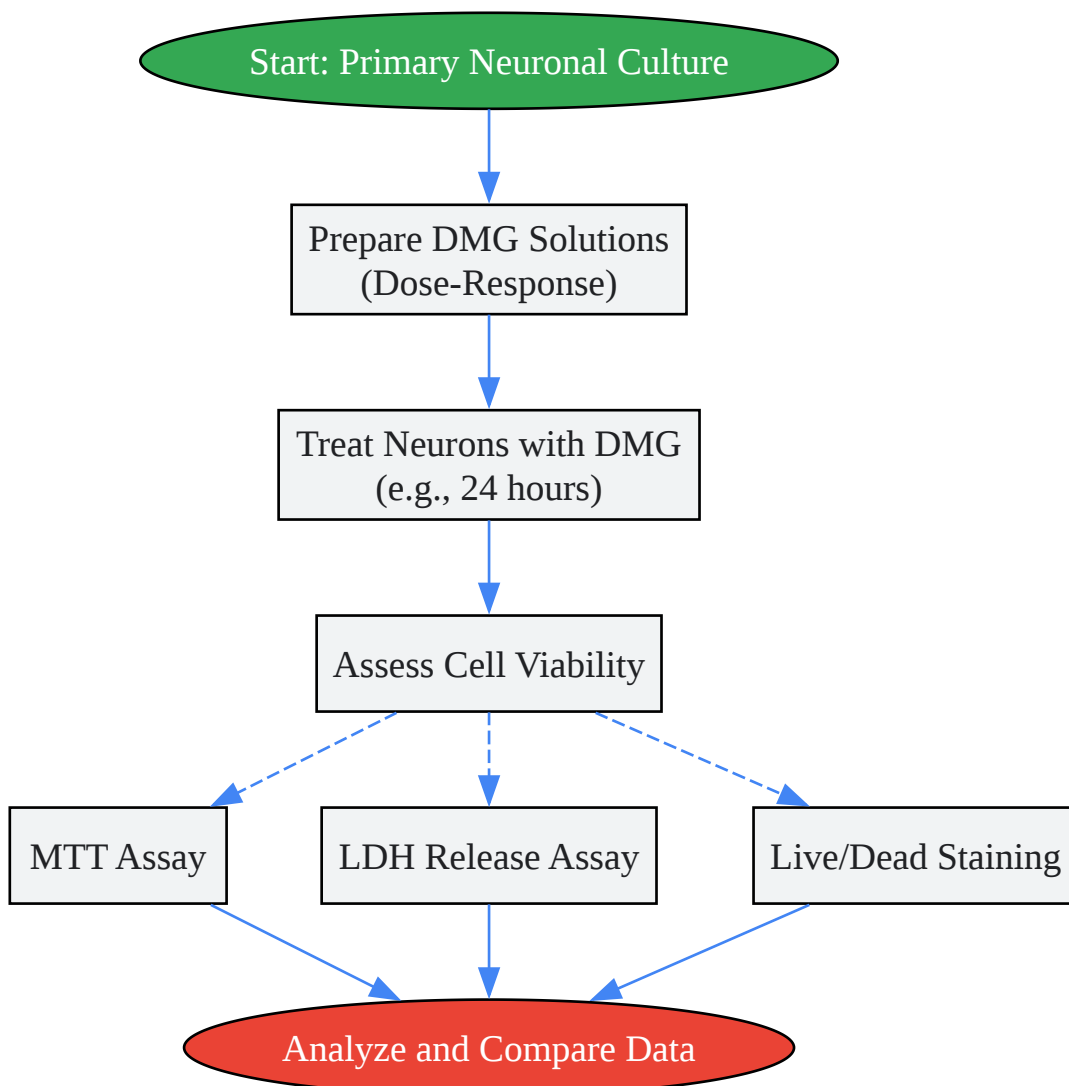 Start: Primary Neuronal Culture
Prepare DMG Solutions
(Dose-Response)
Treat Neurons with DMG
(e.g., 24 hours)
Assess Cell Viability
MTT Assay
LDH Release Assay
Live/Dead Staining
Analyze and Compare Data